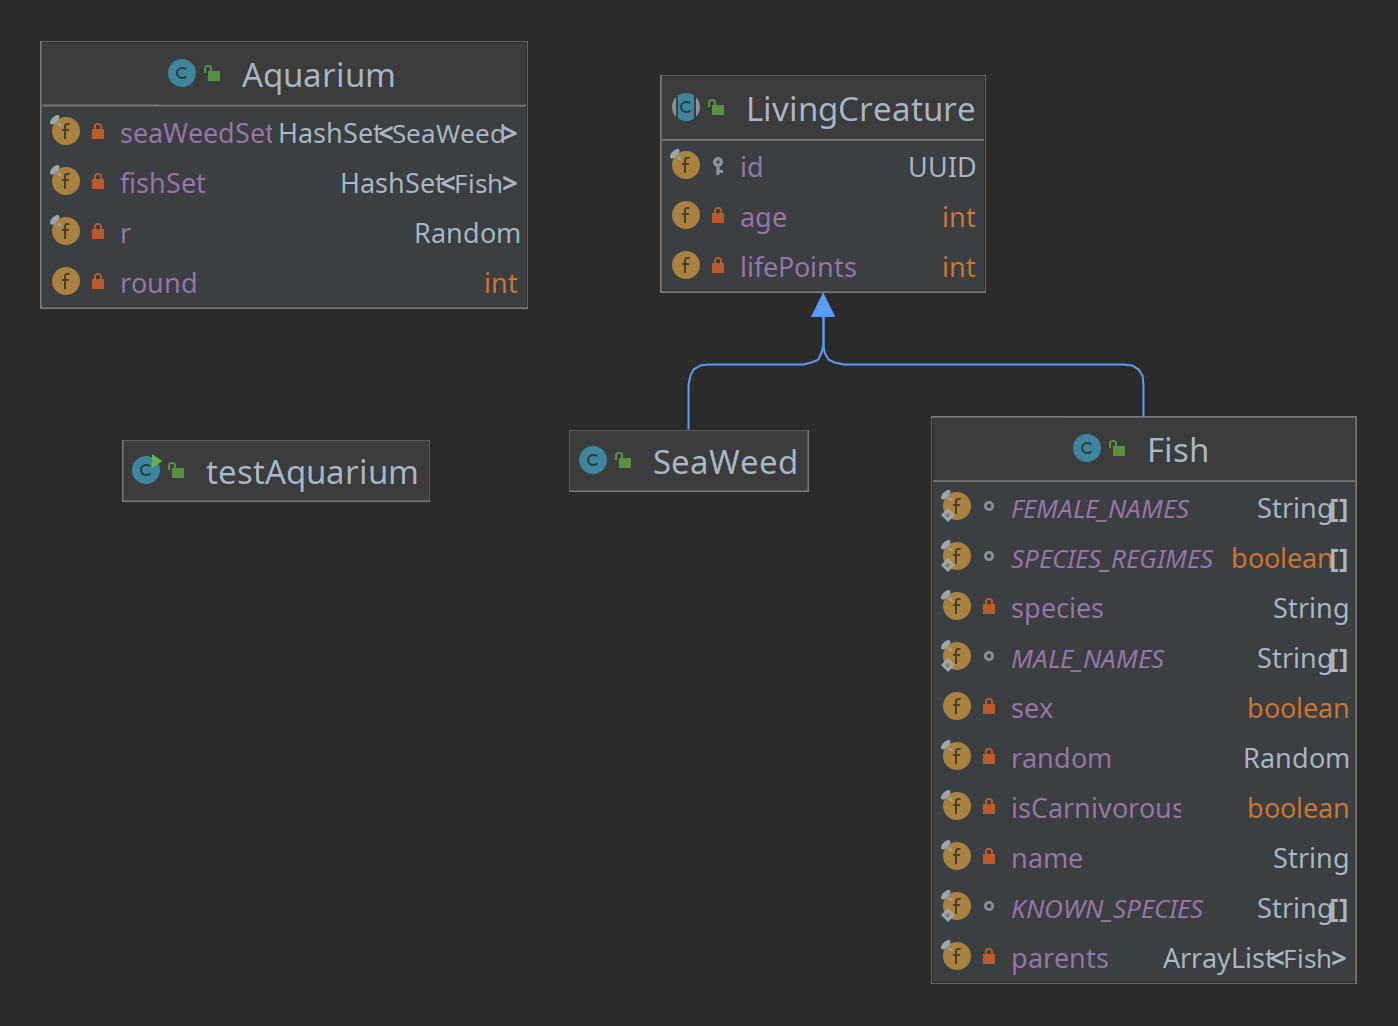 Aquarium
seaWeedSet HashSet<SeaWeed>
fishSet HashSet<Fish>
r Random
round int
LivingCreature
id UUID
age int
lifePoints int
testAquarium
SeaWeed
Fish
FEMALE_NAMES String[]
SPECIES_REGIMES boolean[]
species String
MALE_NAMES String[]
sex boolean
random Random
isCarnivorous boolean
name String
KNOWN_SPECIES String[]
parents ArrayList<Fish>